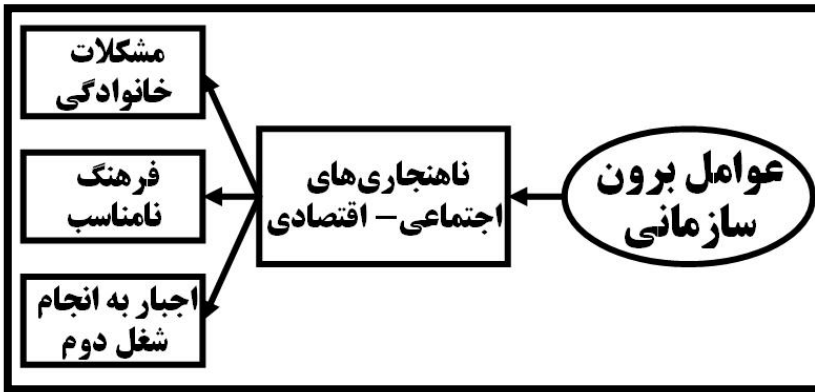 عوامل برون
سازمانی
ناهنجاری‌های
اجتماعی- اقتصادی
مشکلات
خانوادگی
فرهنگ
نامناسب
اجبار به انجام
شغل دوم